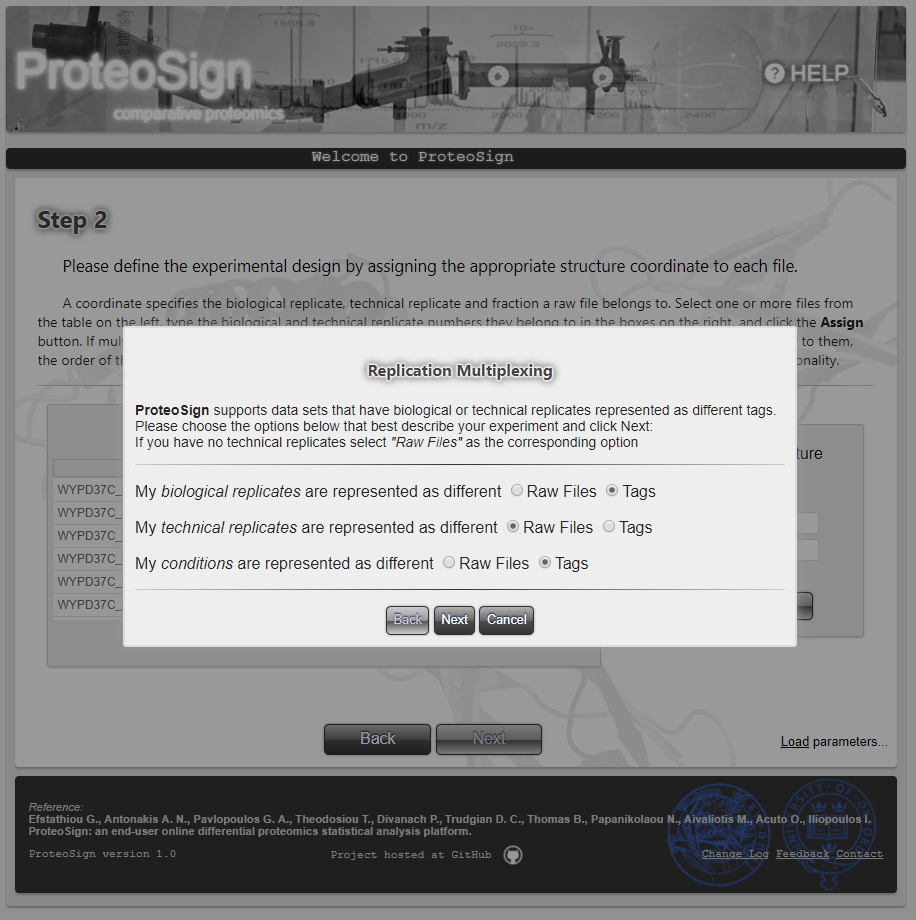 ProteoSign
comparative proteomics
HELP
m/z
Welcome to ProteoSign
Step 2
Please define the experimental design by assigning the appropriate structure coordinate to each file.
A coordinate specifies the biological replicate, technical replicate and fraction a raw file belongs to. Select one or more files from
the table on the left, type the biological and technical replicate numbers they belong to in the boxes on the right, and click the Assign
button. If mul
to them,
the order of th
onality.
Replication Multiplexing
ProteoSign supports data sets that have biological or technical replicates represented as different tags.
Please choose the options below that best describe your experiment and click Next:
If you have no technical replicates select "Raw Files" as the corresponding option
My biological replicates are represented as different Raw Files Tags
My technical replicates are represented as different Raw Files Tags
My conditions are represented as different Raw Files Tags
Back Next Cancel
ture
WYPD37C_
WYPD37C_
WYPD37C_
WYPD37C_
WYPD37C_
WYPD37C_
Back Next
Load parameters...
Reference:
Efstathiou G., Antonakis A. N., Pavlopoulos G. A., Theodosiou T., Divanach P., Trudgian D. C., Thomas B., Papanikolaou N., Aivaliotis M., Acuto O., Iliopoulos I.
ProteoSign: an end-user online differential proteomics statistical analysis platform.
ProteoSign version 1.0 Project hosted at GitHub Change Log Feedback Contact